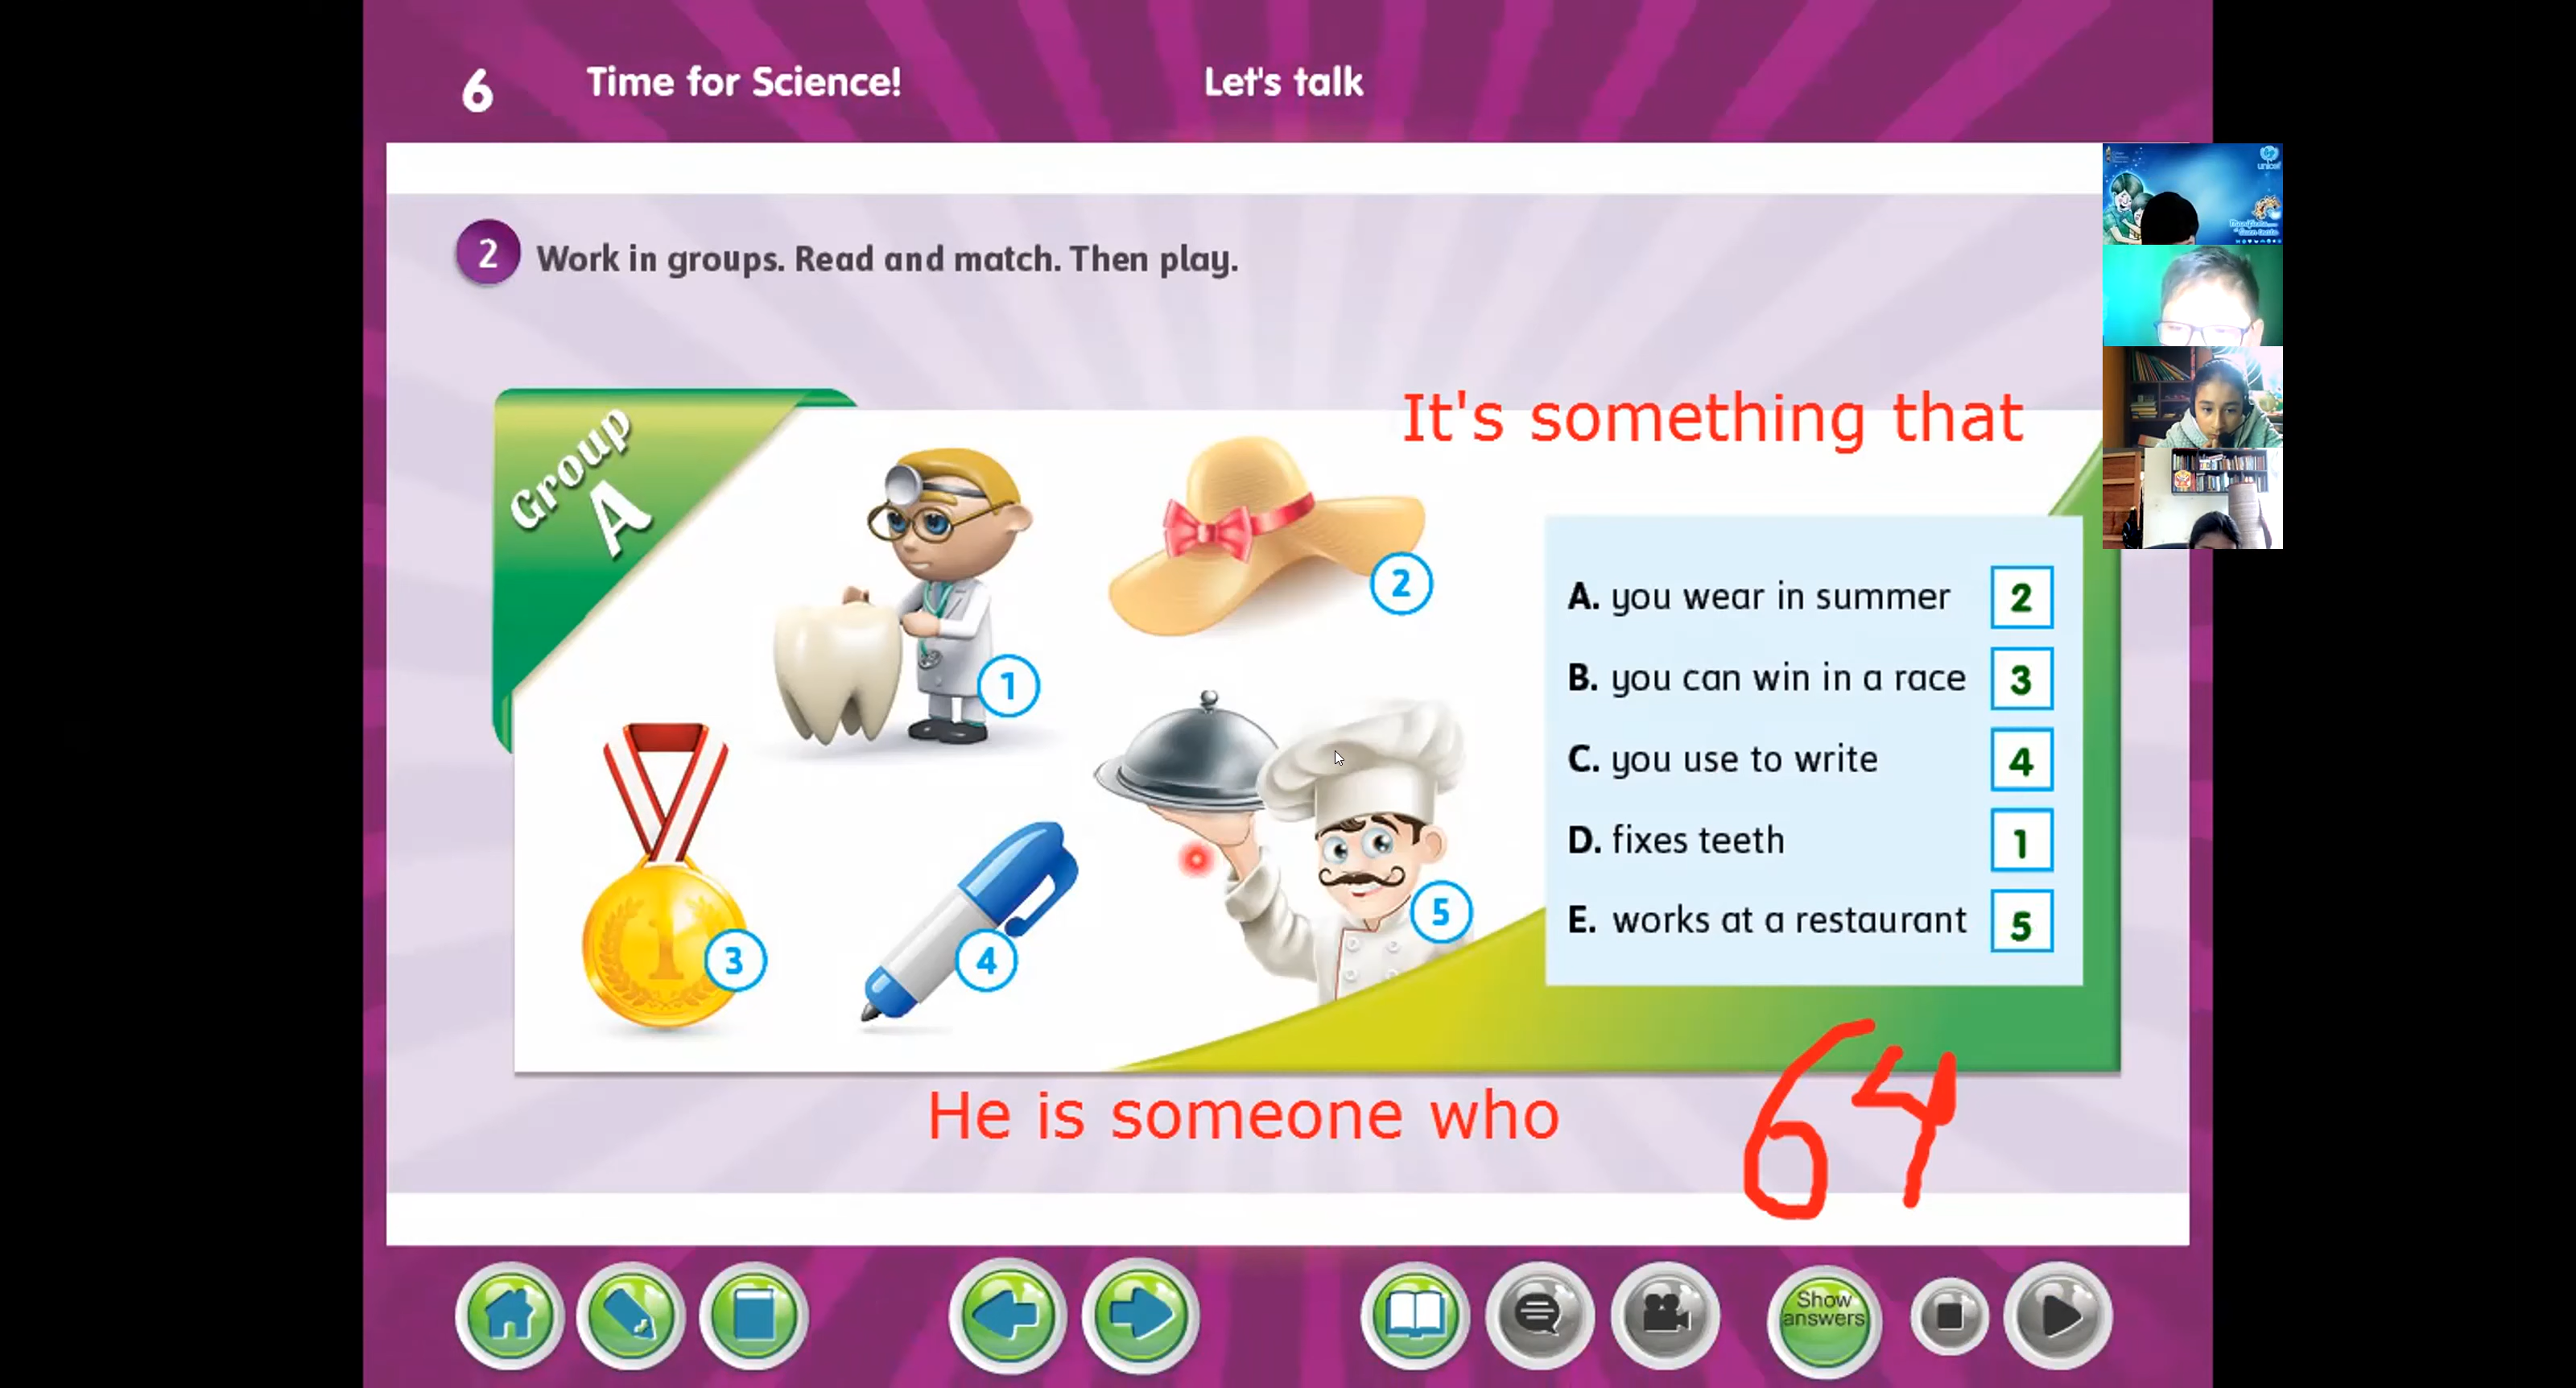 6 Time for Science! Let's talk
2 Work in groups. Read and match. Then play.
Group
A
It's something that
1
2
3
4
5
A. you wear in summer 2
B. you can win in a race 3
C. you use to write 4
D. fixes teeth 1
E. works at a restaurant 5
1
He is someone who
64
Show
answers
unicef